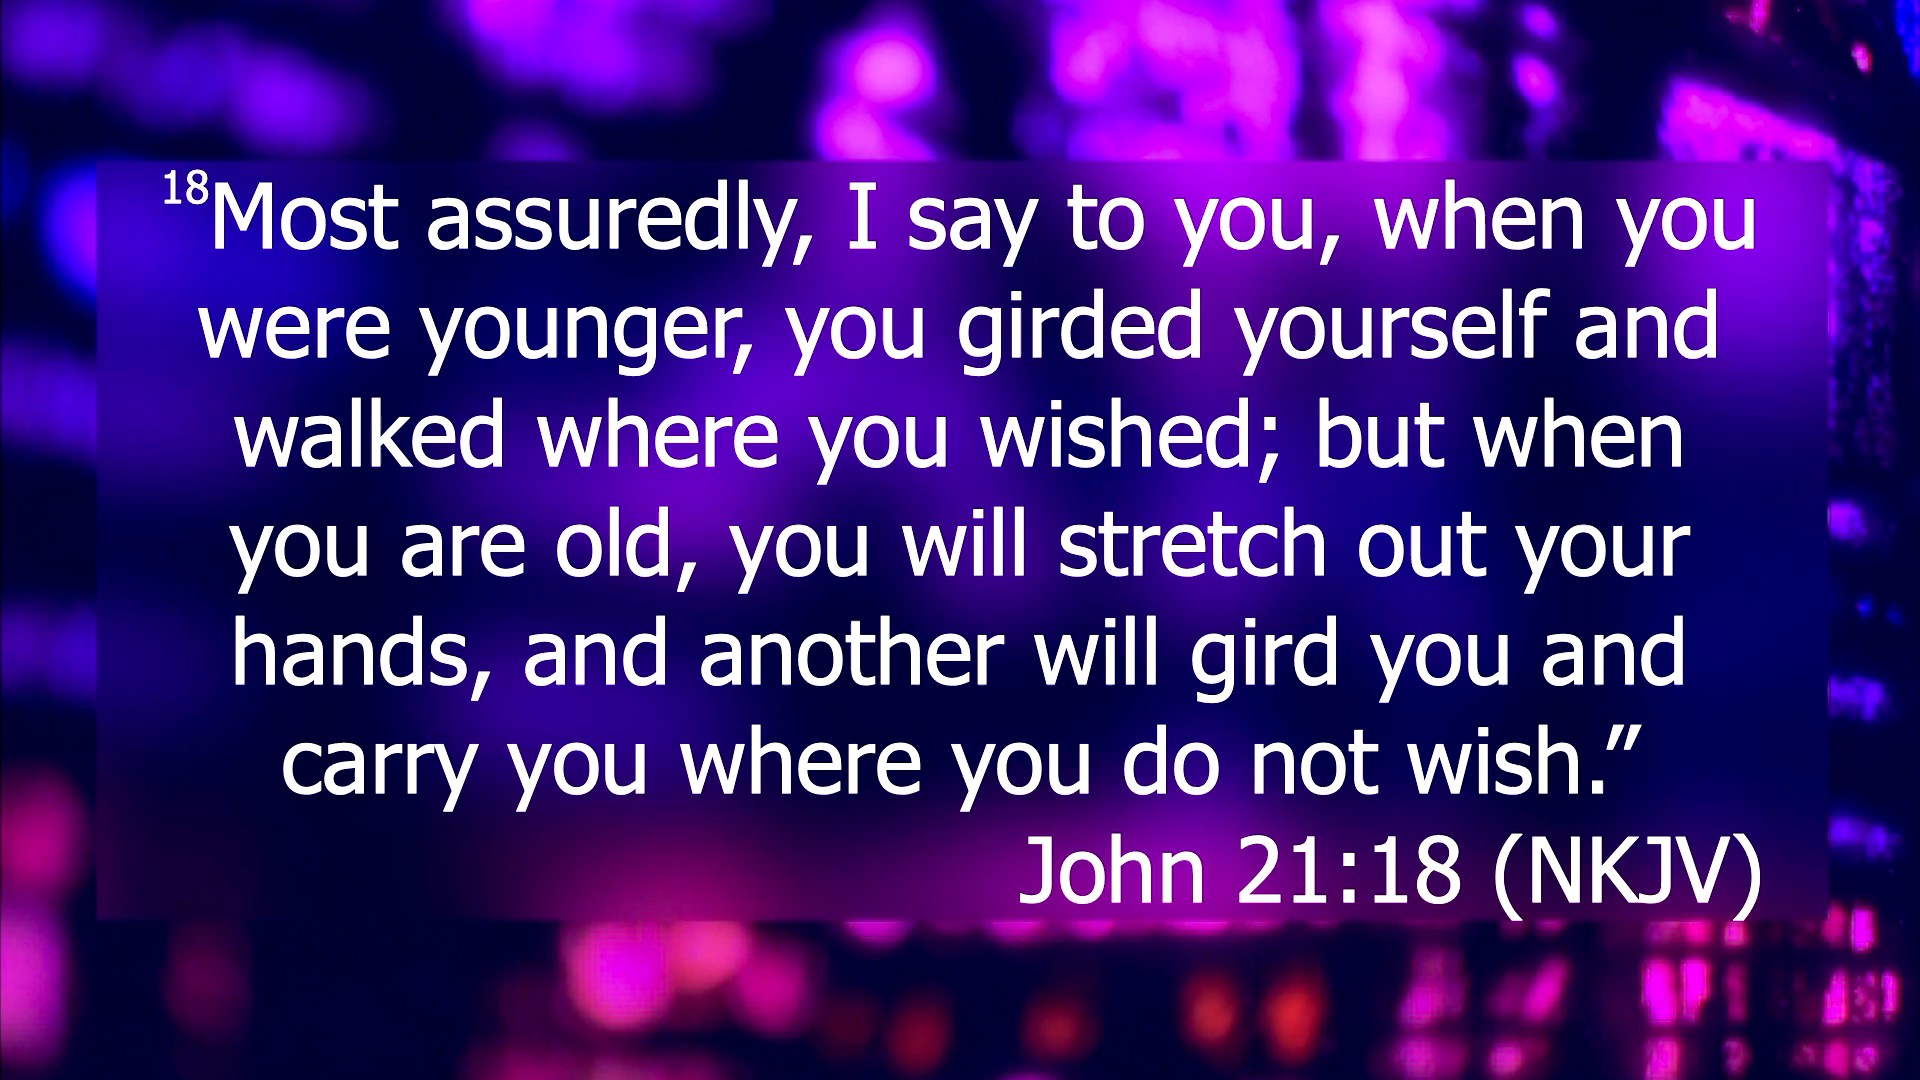 18Most assuredly, I say to you, when you
were younger, you girded yourself and
walked where you wished; but when
you are old, you will stretch out your
hands, and another will gird you and
carry you where you do not wish.”
John 21:18 (NKJV)